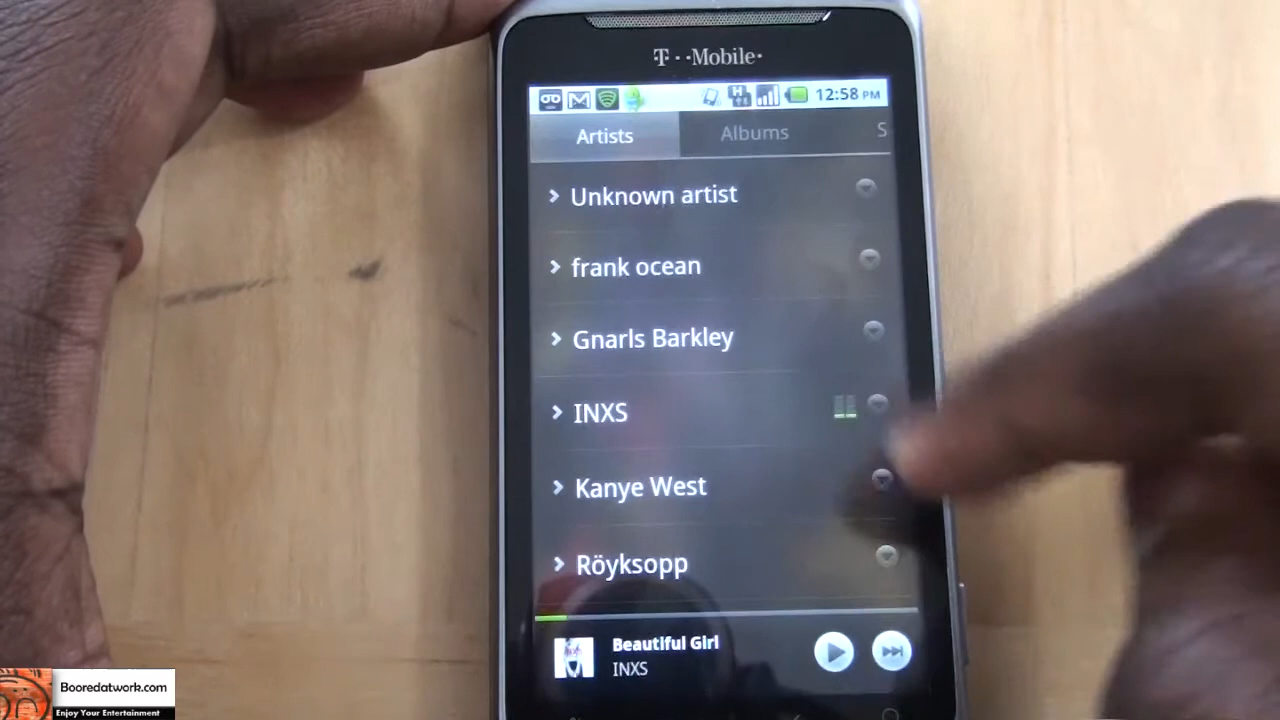 T··Mobile·
12:58 PM
Artists
Albums
S
Unknown artist
frank ocean
Gnarls Barkley
INXS
Kanye West
Röyksopp
Beautiful Girl
INXS
Booredatwork.com
Enjoy Your Entertainment